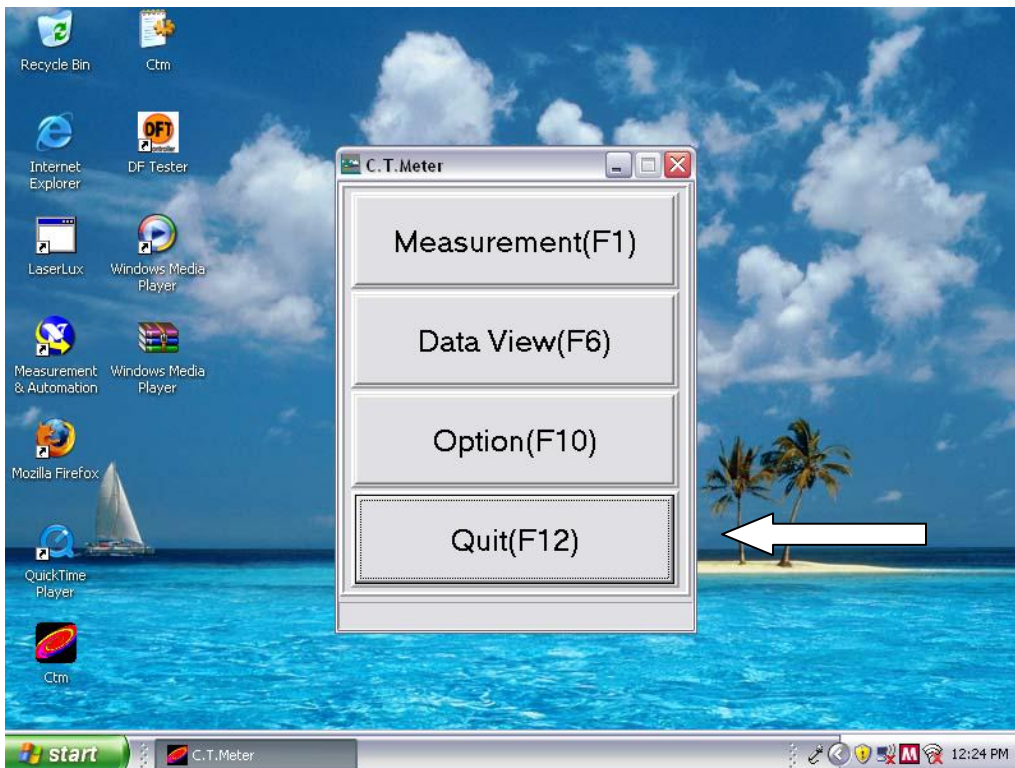 Recycle Bin
Ctm
Internet
Explorer
DFT
DF Tester
LaserLux
Windows Media
Player
Measurement
& Automation
Windows Media
Player
Mozilla Firefox
QuickTime
Player
Ctm
C.T.Meter
Measurement(F1)
Data View(F6)
Option(F10)
Quit(F12)
start
C.T.Meter
12:24 PM